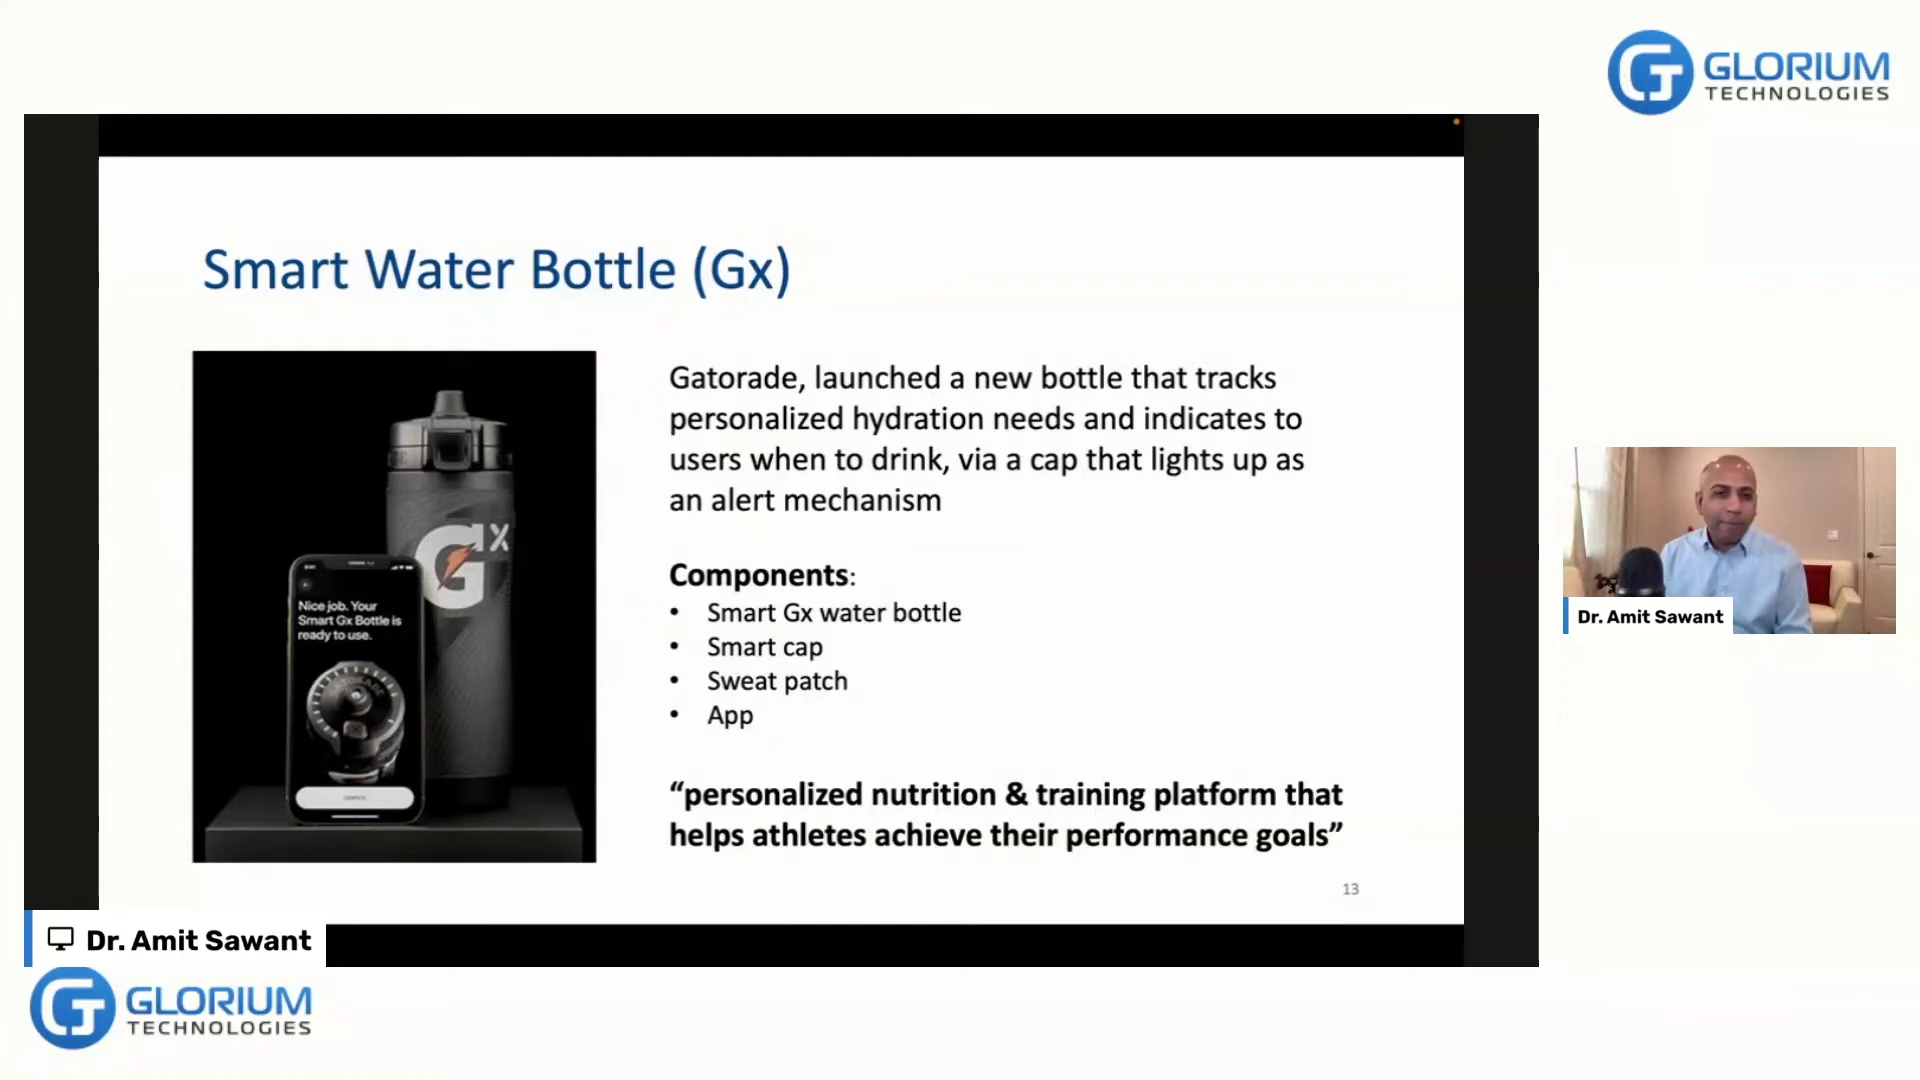 GLORIUM
TECHNOLOGIES
Smart Water Bottle (Gx)
Gatorade, launched a new bottle that tracks
personalized hydration needs and indicates to
users when to drink, via a cap that lights up as
an alert mechanism
Components:
• Smart Gx water bottle
• Smart cap
• Sweat patch
• App
“personalized nutrition & training platform that
helps athletes achieve their performance goals”
13
Gx
Nice job. Your
Smart Gx Bottle is
ready to use.
Dr. Amit Sawant
Dr. Amit Sawant
GLORIUM
TECHNOLOGIES